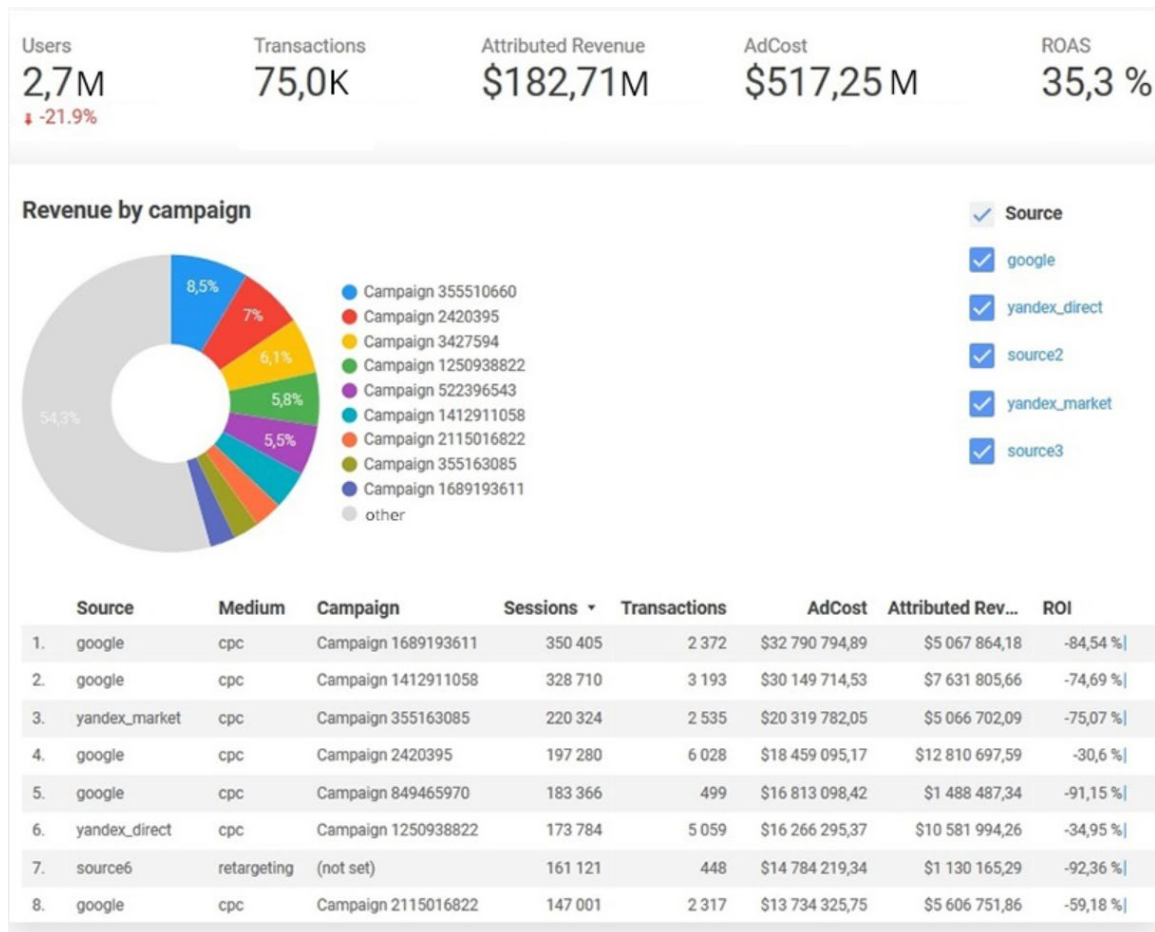 Users Transactions Attributed Revenue AdCost ROAS
2,7M 75,0K $182,71M $517,25 M 35,3 %
-21.9%
Revenue by campaign
Source
google
yandex_direct
source2
yandex_market
source3
8,5%
7%
6,1%
5,8%
5,5%
54,3%
Campaign 355510660
Campaign 2420395
Campaign 3427594
Campaign 1250938822
Campaign 522396543
Campaign 1412911058
Campaign 2115016822
Campaign 355163085
Campaign 1689193611
other
Source Medium Campaign Sessions Transactions AdCost Attributed Rev... ROI
1. google cpc Campaign 1689193611 350 405 2 372 $32 790 794,89 $5 067 864,18 -84,54 %
2. google cpc Campaign 1412911058 328 710 3 193 $30 149 714,53 $7 631 805,66 -74,69 %
3. yandex_market cpc Campaign 355163085 220 324 2 535 $20 319 782,05 $5 066 702,09 -75,07 %
4. google cpc Campaign 2420395 197 280 6 028 $18 459 095,17 $12 810 697,59 -30,6 %
5. google cpc Campaign 849465970 183 366 499 $16 813 098,42 $1 488 487,34 -91,15 %
6. yandex_direct cpc Campaign 1250938822 173 784 5 059 $16 266 295,37 $10 581 994,26 -34,95 %
7. source6 retargeting (not set) 161 121 448 $14 784 219,34 $1 130 165,29 -92,36 %
8. google cpc Campaign 2115016822 147 001 2 317 $13 734 325,75 $5 606 751,86 -59,18 %